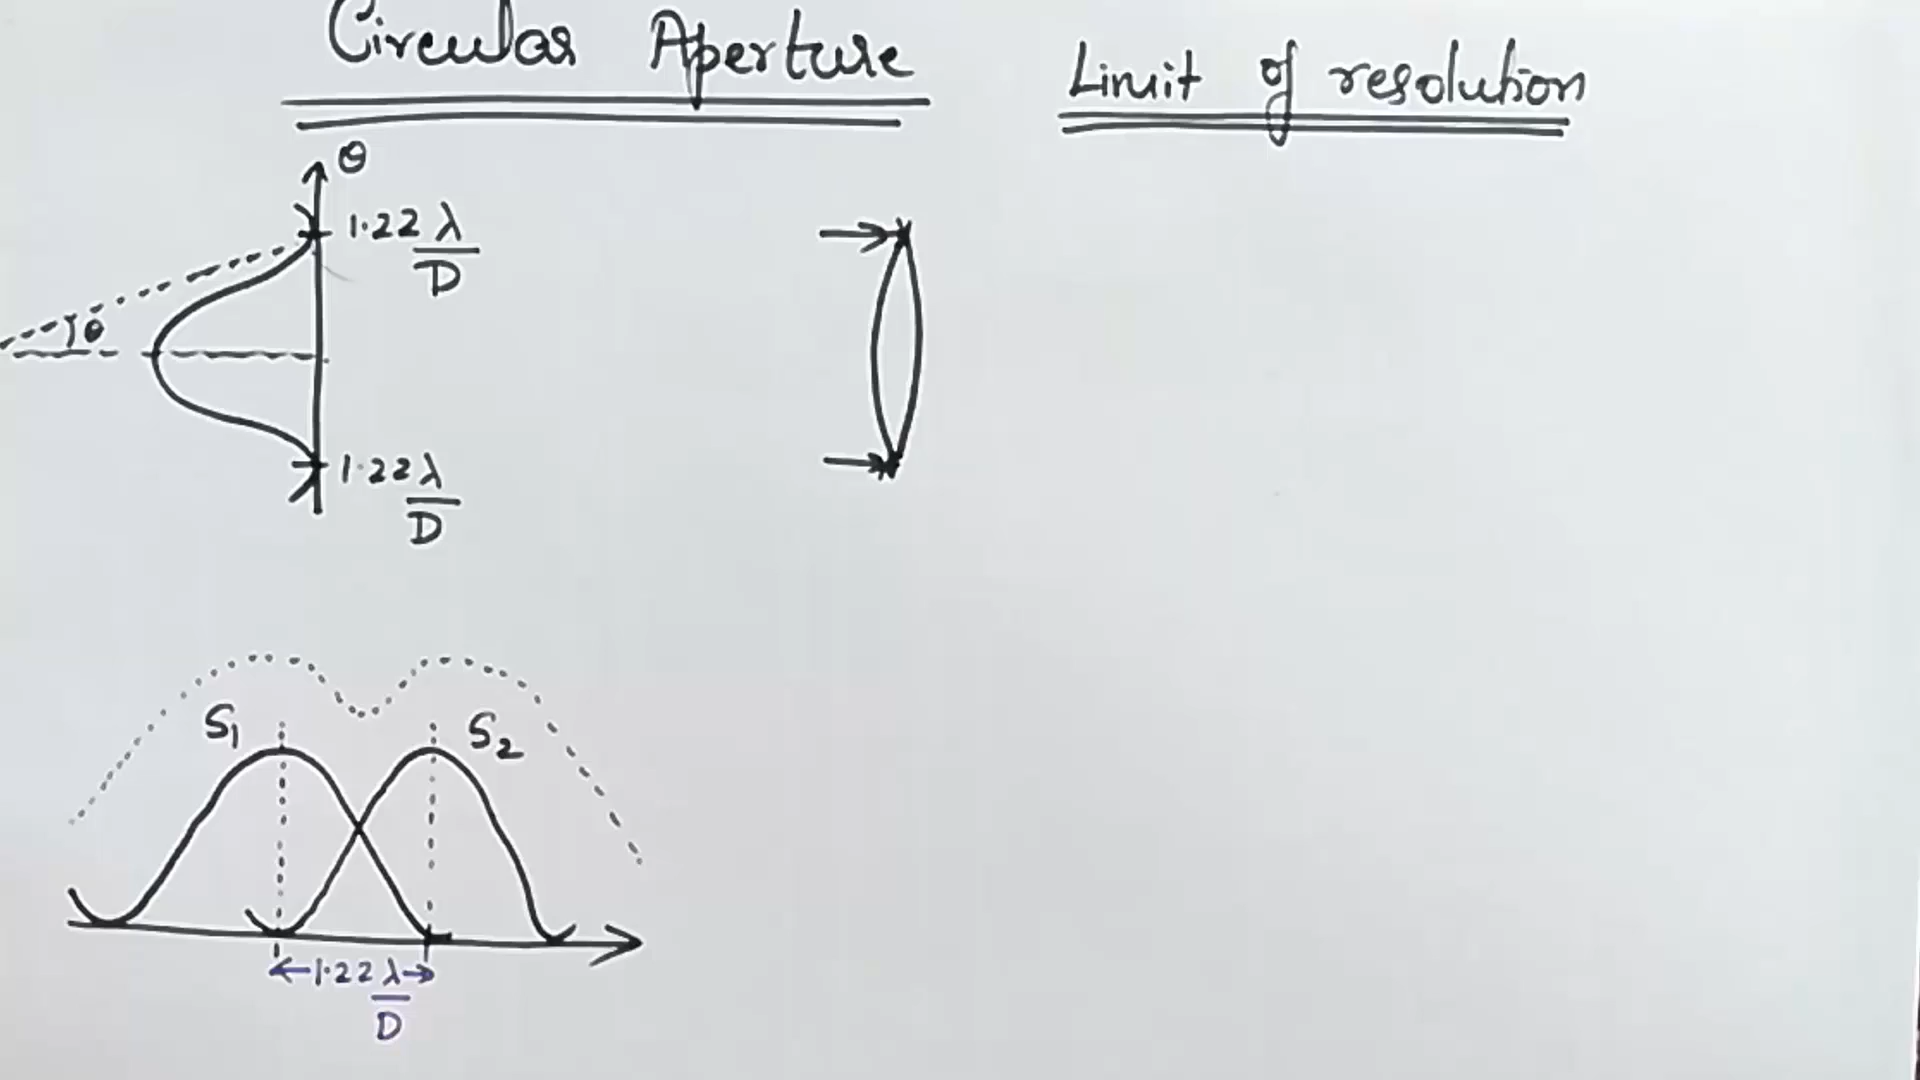 Circular Aperture
Limit of resolution
θ
1.22 λ/D
θ
1.22 λ/D
S₁
S₂
1.22 λ/D